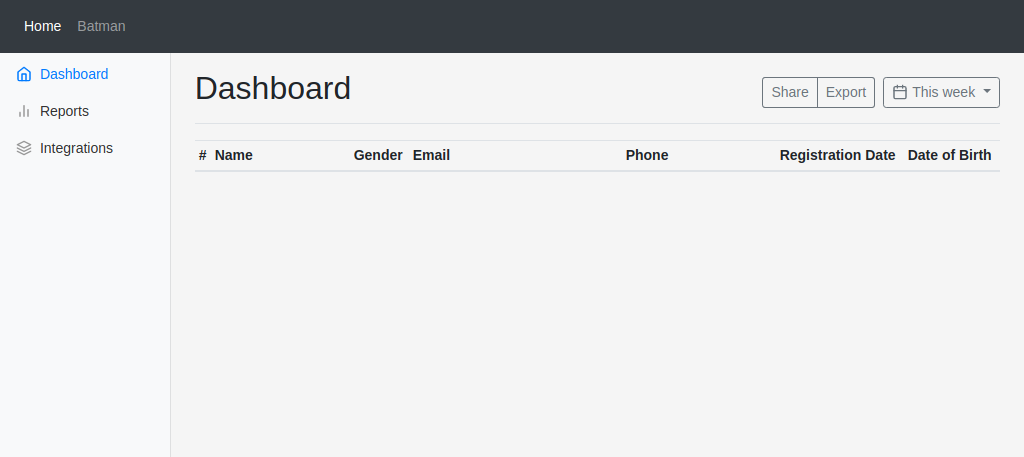 Home Batman
Dashboard
Reports
Integrations
Dashboard
Share Export This week
# Name Gender Email Phone Registration Date Date of Birth